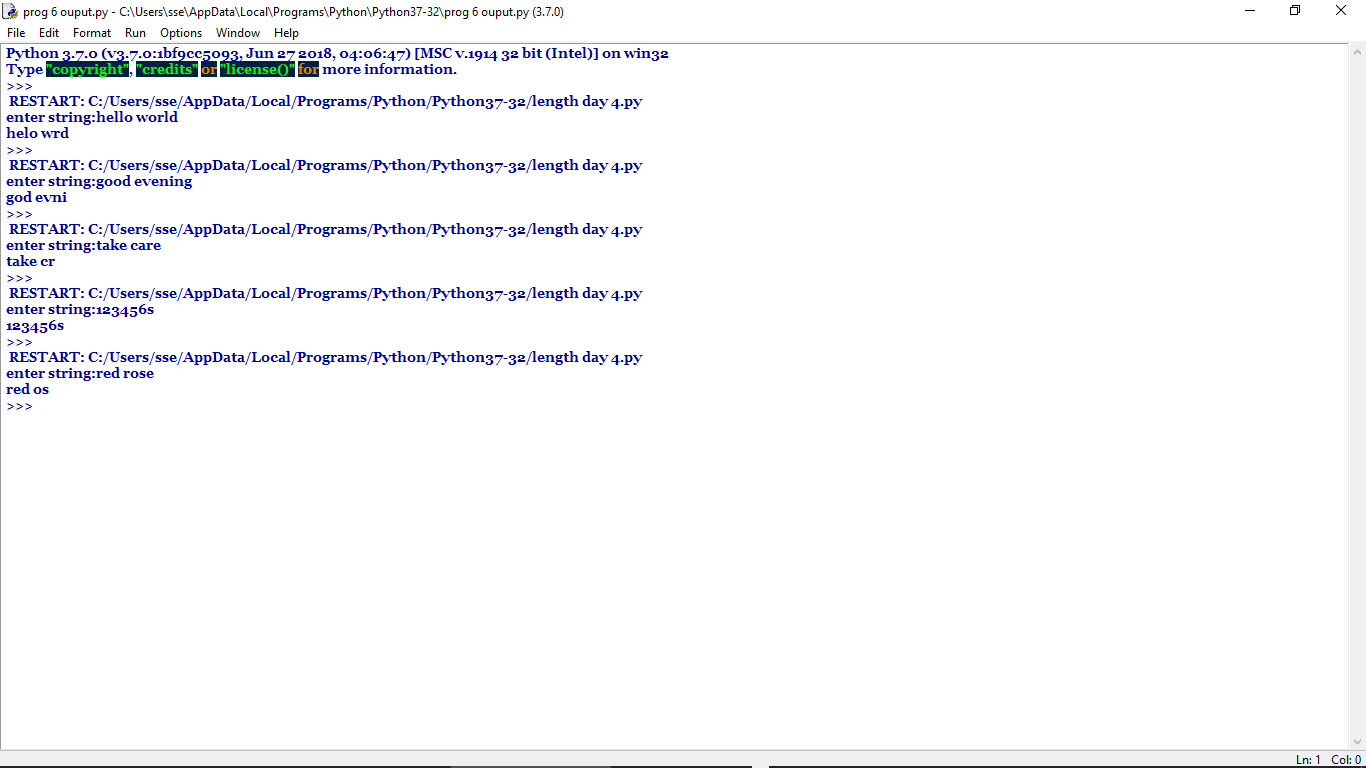 prog 6 ouput.py - C:\Users\sse\AppData\Local\Programs\Python\Python37-32\prog 6 ouput.py (3.7.0)
File Edit Format Run Options Window Help
Python 3.7.0 (v3.7.0:1bf9cc5093, Jun 27 2018, 04:06:47) [MSC v.1914 32 bit (Intel)] on win32
Type "copyright", "credits" or "license()" for more information.
>>>
RESTART: C:/Users/sse/AppData/Local/Programs/Python/Python37-32/length day 4.py
enter string:hello world
helo wrd
>>>
RESTART: C:/Users/sse/AppData/Local/Programs/Python/Python37-32/length day 4.py
enter string:good evening
god evni
>>>
RESTART: C:/Users/sse/AppData/Local/Programs/Python/Python37-32/length day 4.py
enter string:take care
take cr
>>>
RESTART: C:/Users/sse/AppData/Local/Programs/Python/Python37-32/length day 4.py
enter string:123456s
123456s
>>>
RESTART: C:/Users/sse/AppData/Local/Programs/Python/Python37-32/length day 4.py
enter string:red rose
red os
>>>
Ln: 1 Col: 0